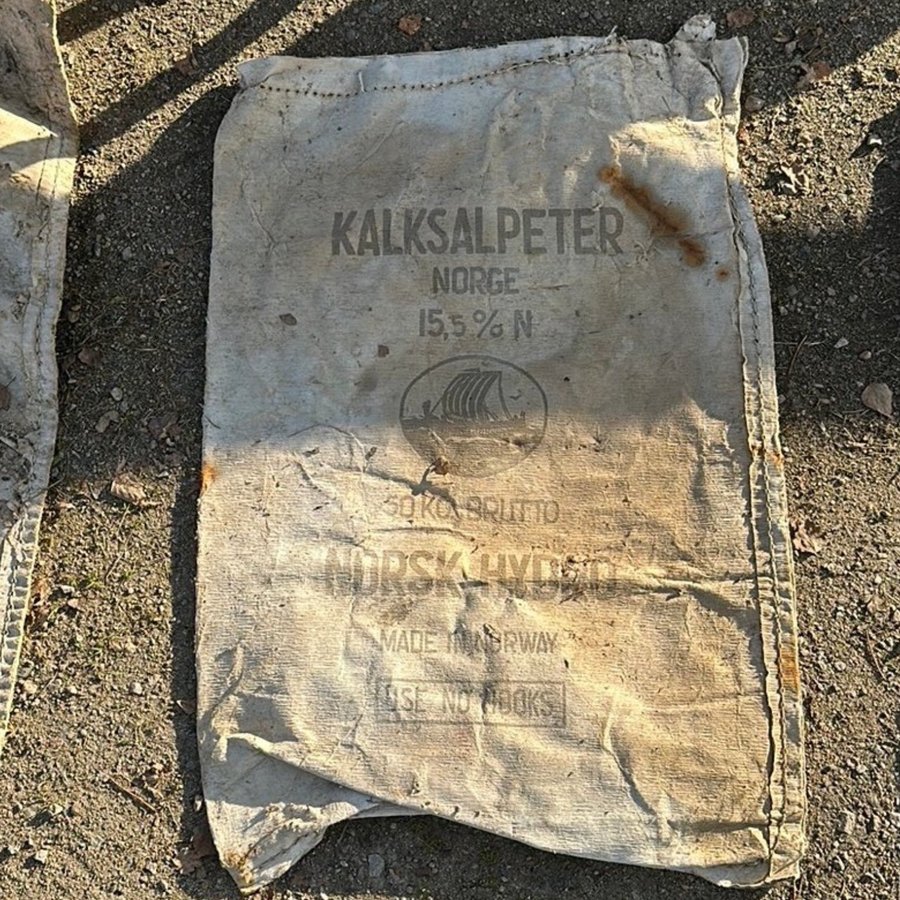 KALKSALPETER
NORGE
15,5 % N
50 KG. BRUTTO
NORSK HYDRO
MADE IN NORWAY
USE NO HOOKS